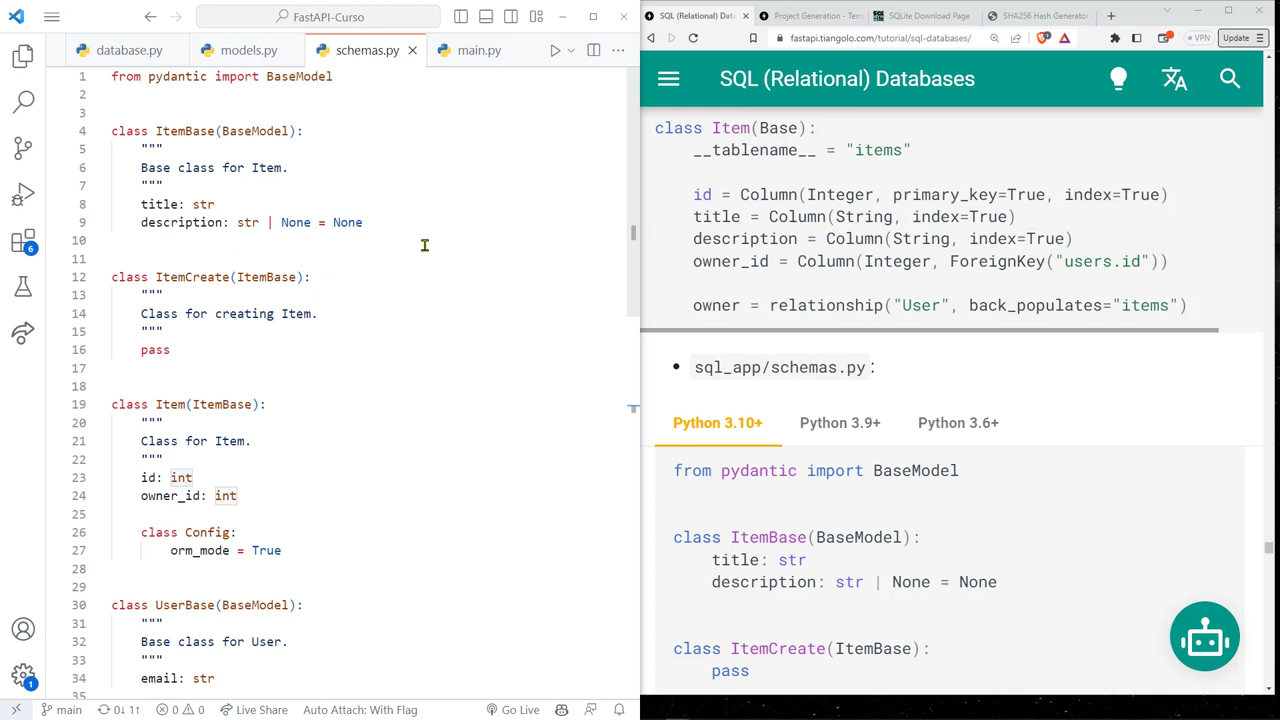 FastAPI-Curso
database.py
models.py
schemas.py
main.py
1 from pydantic import BaseModel
2
3
4 class ItemBase(BaseModel):
5 """
6 Base class for Item.
7 """
8 title: str
9 description: str | None = None
10
11
12 class ItemCreate(ItemBase):
13 """
14 Class for creating Item.
15 """
16 pass
17
18
19 class Item(ItemBase):
20 """
21 Class for Item.
22 """
23 id: int
24 owner_id: int
25
26 class Config:
27 orm_mode = True
28
29
30 class UserBase(BaseModel):
31 """
32 Base class for User.
33 """
34 email: str
35
6
1
main 0↓ 1↑ 0 0 Live Share Auto Attach: With Flag Go Live
SQL (Relational) Data
Project Generation - Tem
SQLite Download Page
SHA256 Hash Generator
fastapi.tiangolo.com/tutorial/sql-databases/
VPN
Update
SQL (Relational) Databases
class Item(Base):
__tablename__ = "items"
id = Column(Integer, primary_key=True, index=True)
title = Column(String, index=True)
description = Column(String, index=True)
owner_id = Column(Integer, ForeignKey("users.id"))
owner = relationship("User", back_populates="items")
• sql_app/schemas.py:
Python 3.10+ Python 3.9+ Python 3.6+
from pydantic import BaseModel
class ItemBase(BaseModel):
title: str
description: str | None = None
class ItemCreate(ItemBase):
pass